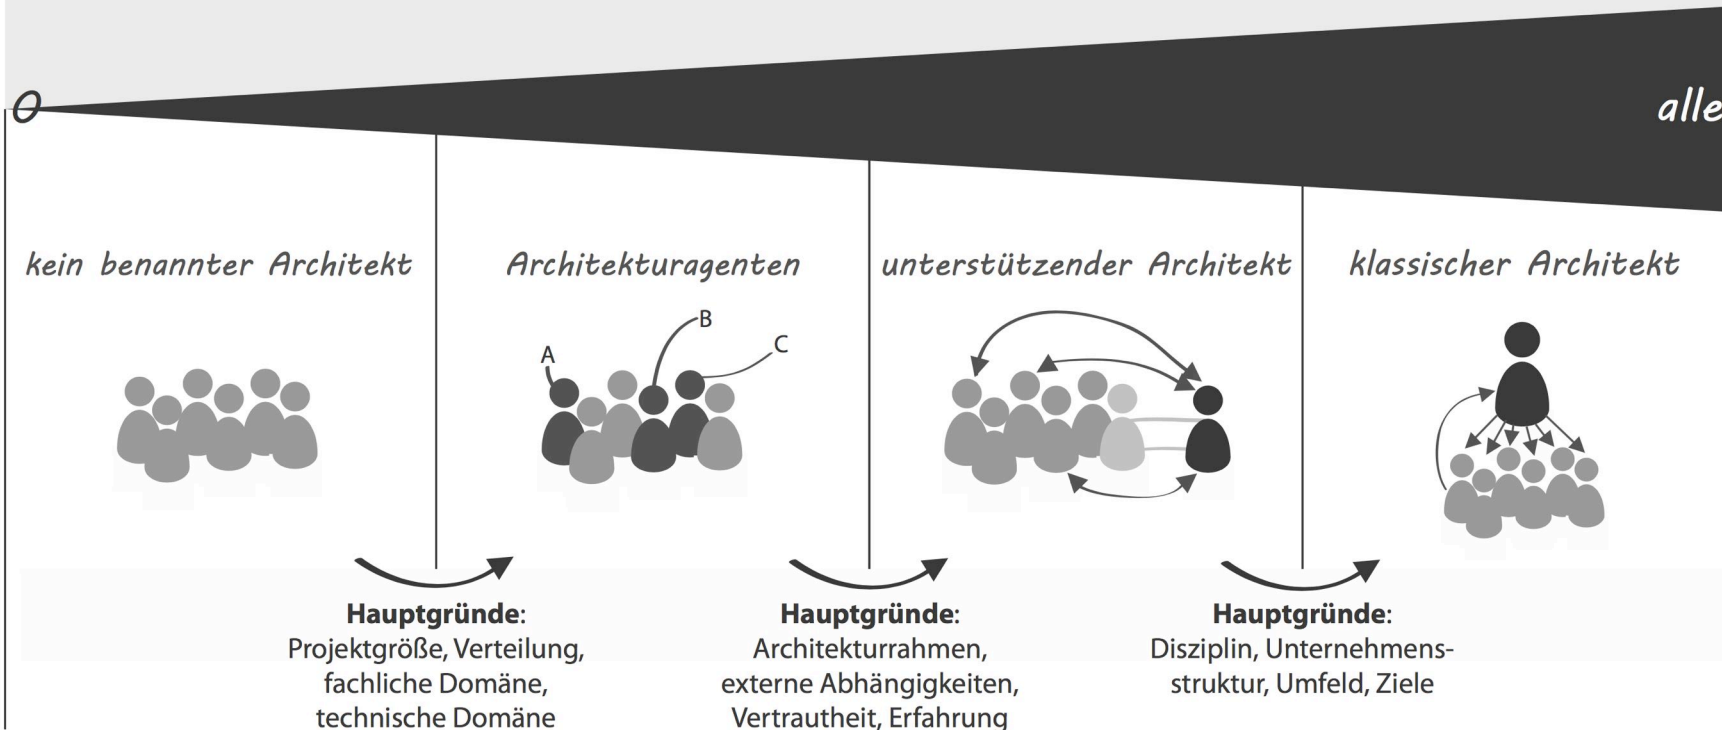 0
alle
kein benannter Architekt
Architekturagenten
unterstützender Architekt
klassischer Architekt
A
B
C
Hauptgründe:
Projektgröße, Verteilung,
fachliche Domäne,
technische Domäne
Hauptgründe:
Architekturrahmen,
externe Abhängigkeiten,
Vertrautheit, Erfahrung
Hauptgründe:
Disziplin, Unternehmens-
struktur, Umfeld, Ziele